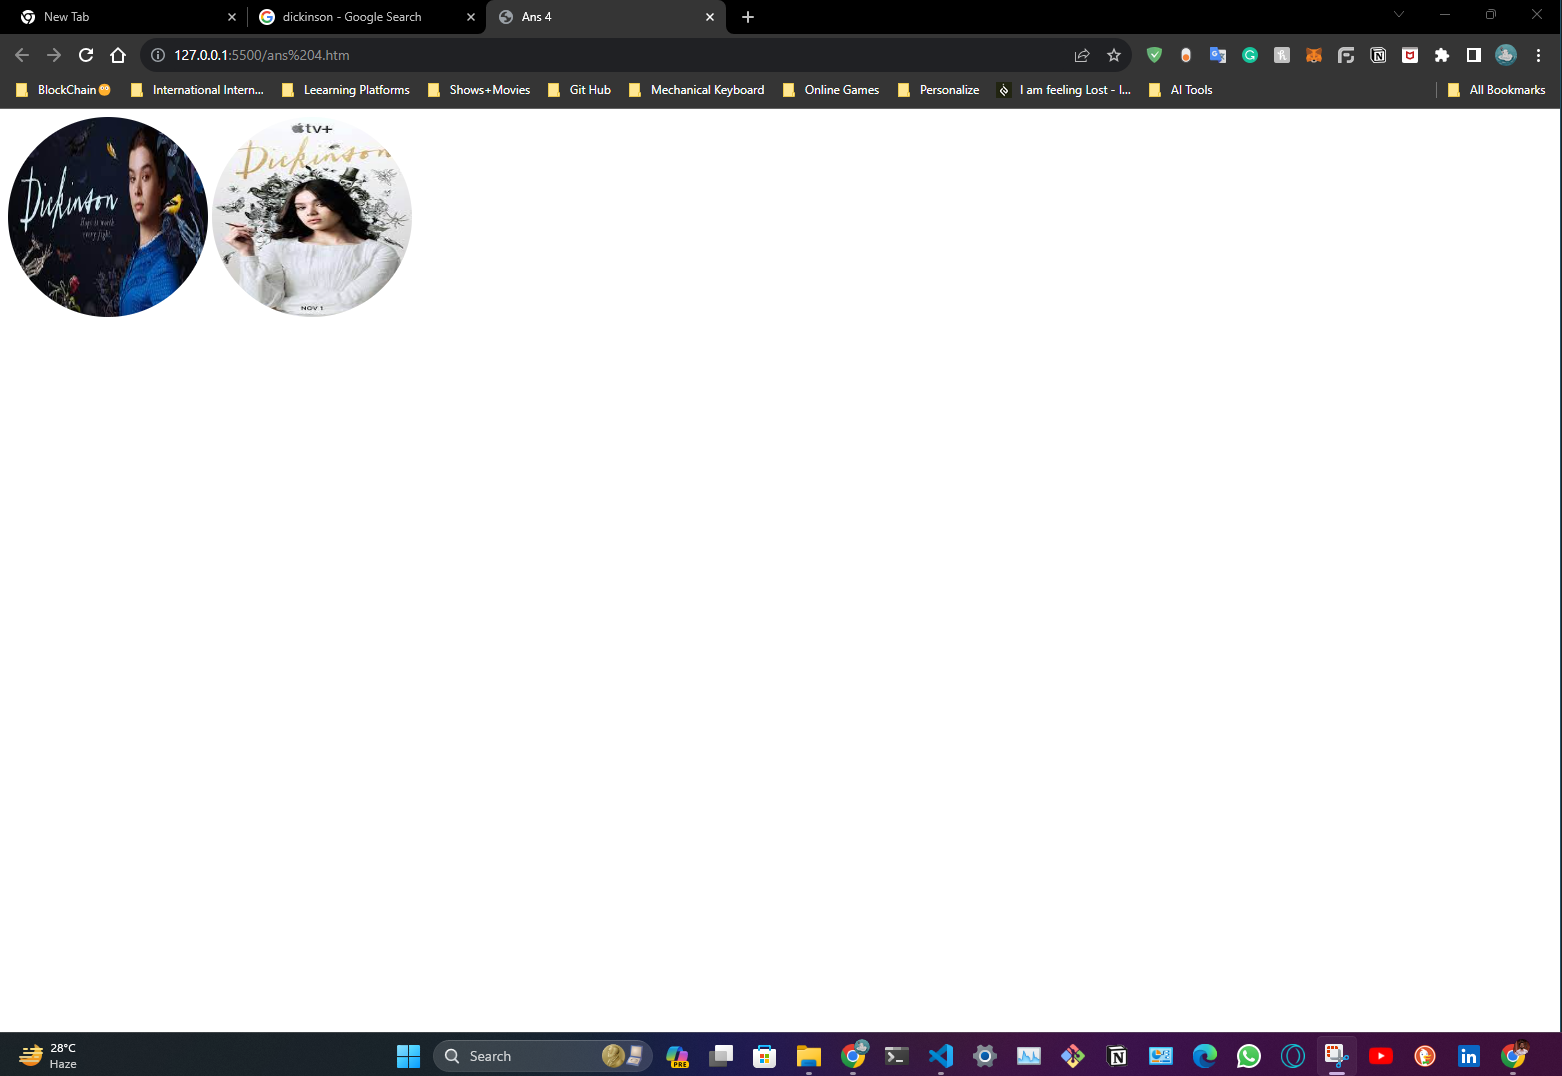 New Tab
dickinson - Google Search
Ans 4
127.0.0.1:5500/ans%204.htm
BlockChain
International Intern...
Leearning Platforms
Shows+Movies
Git Hub
Mechanical Keyboard
Online Games
Personalize
I am feeling Lost - I...
AI Tools
All Bookmarks
Dickinson
Hope is worth
every fight.
tv+
Dickinson
NOV 1
28°C
Haze
Search
PRE